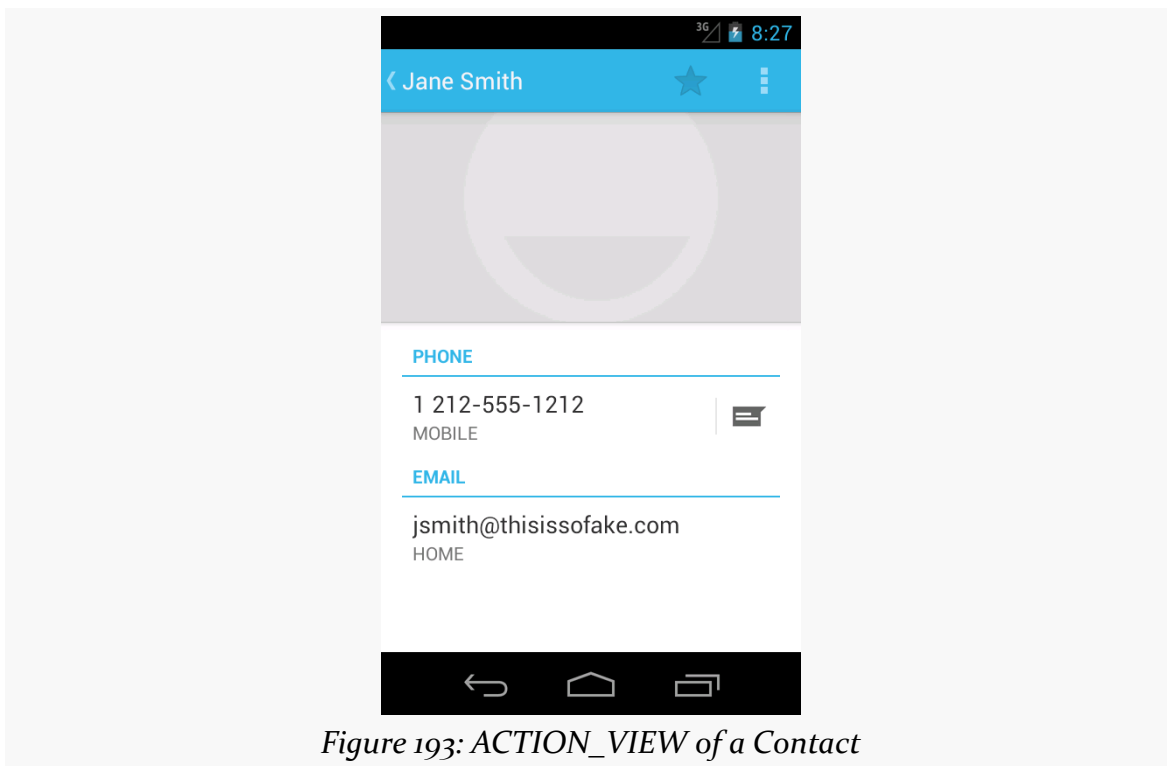 3G 8:27
Jane Smith
PHONE
1 212-555-1212
MOBILE
EMAIL
jsmith@thisissofake.com
HOME
Figure 193: ACTION_VIEW of a Contact